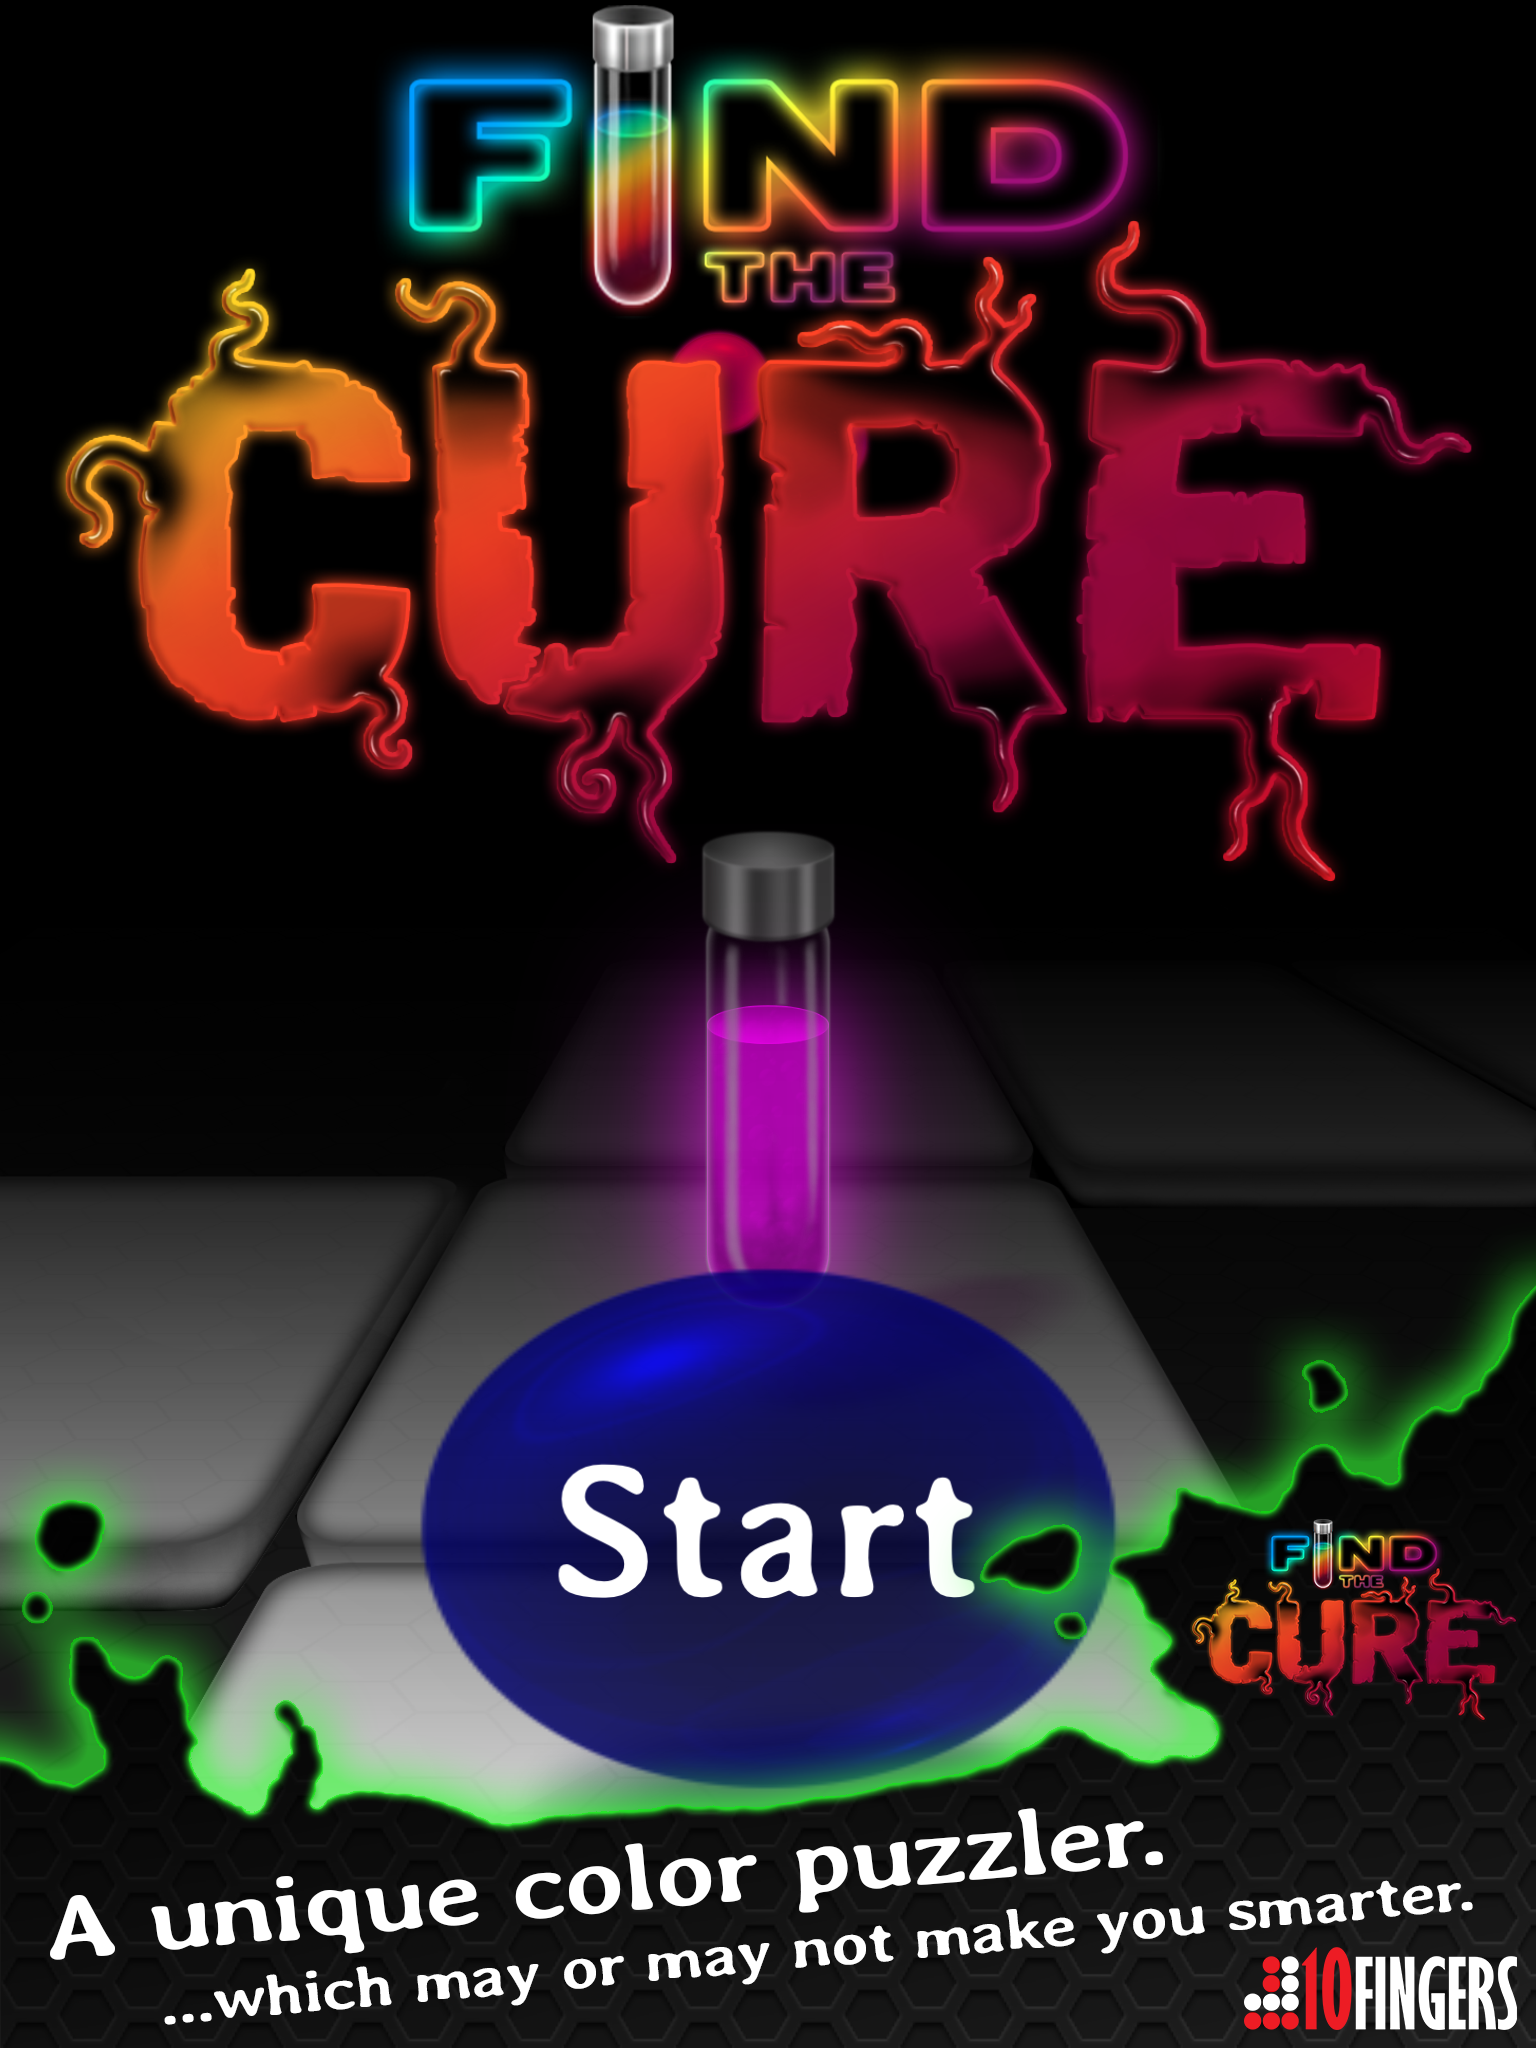 FIND
THE
CURE
Start
FIND
THE
CURE
A unique color puzzler.
...which may or may not make you smarter.
10FINGERS